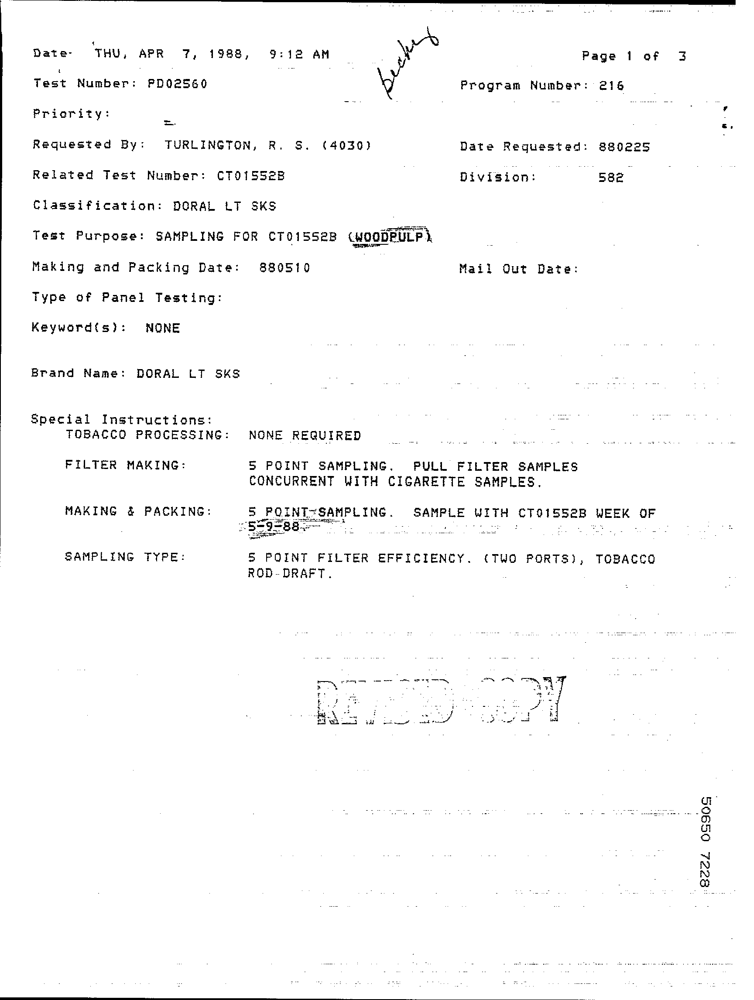 becky
Date- THU, APR 7, 1988, 9:12 AM Page 1 of 3
Test Number: PD02560 Program Number: 216
Priority:
Requested By: TURLINGTON, R. S. (4030) Date Requested: 880225
Related Test Number: CT01552B Division: 582
Classification: DORAL LT SKS
Test Purpose: SAMPLING FOR CT01552B (WOODPULP)
Making and Packing Date: 880510 Mail Out Date:
Type of Panel Testing:
Keyword(s): NONE
Brand Name: DORAL LT SKS
Special Instructions:
TOBACCO PROCESSING: NONE REQUIRED
FILTER MAKING: 5 POINT SAMPLING. PULL FILTER SAMPLES
CONCURRENT WITH CIGARETTE SAMPLES.
MAKING & PACKING: 5 POINT SAMPLING. SAMPLE WITH CT01552B WEEK OF
5-9-88
SAMPLING TYPE: 5 POINT FILTER EFFICIENCY. (TWO PORTS), TOBACCO
ROD DRAFT.
REVISED COPY
50650 7228